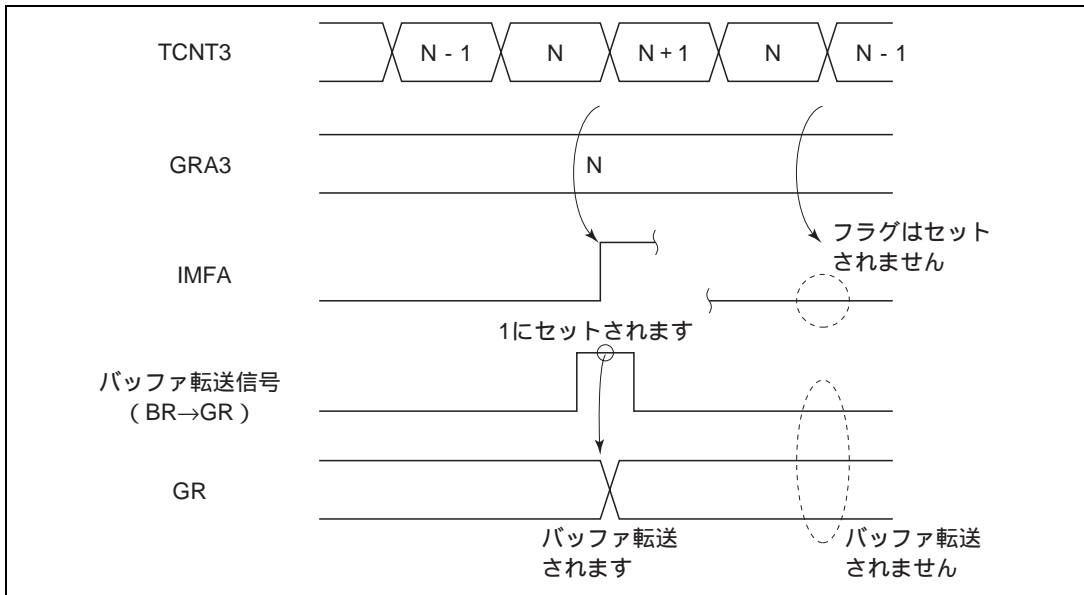 TCNT3
N - 1
N
N + 1
N
N - 1
GRA3
N
フラグはセット
されません
IMFA
1にセットされます
バッファ転送信号
（BR→GR）
GR
バッファ転送
されます
バッファ転送
されません